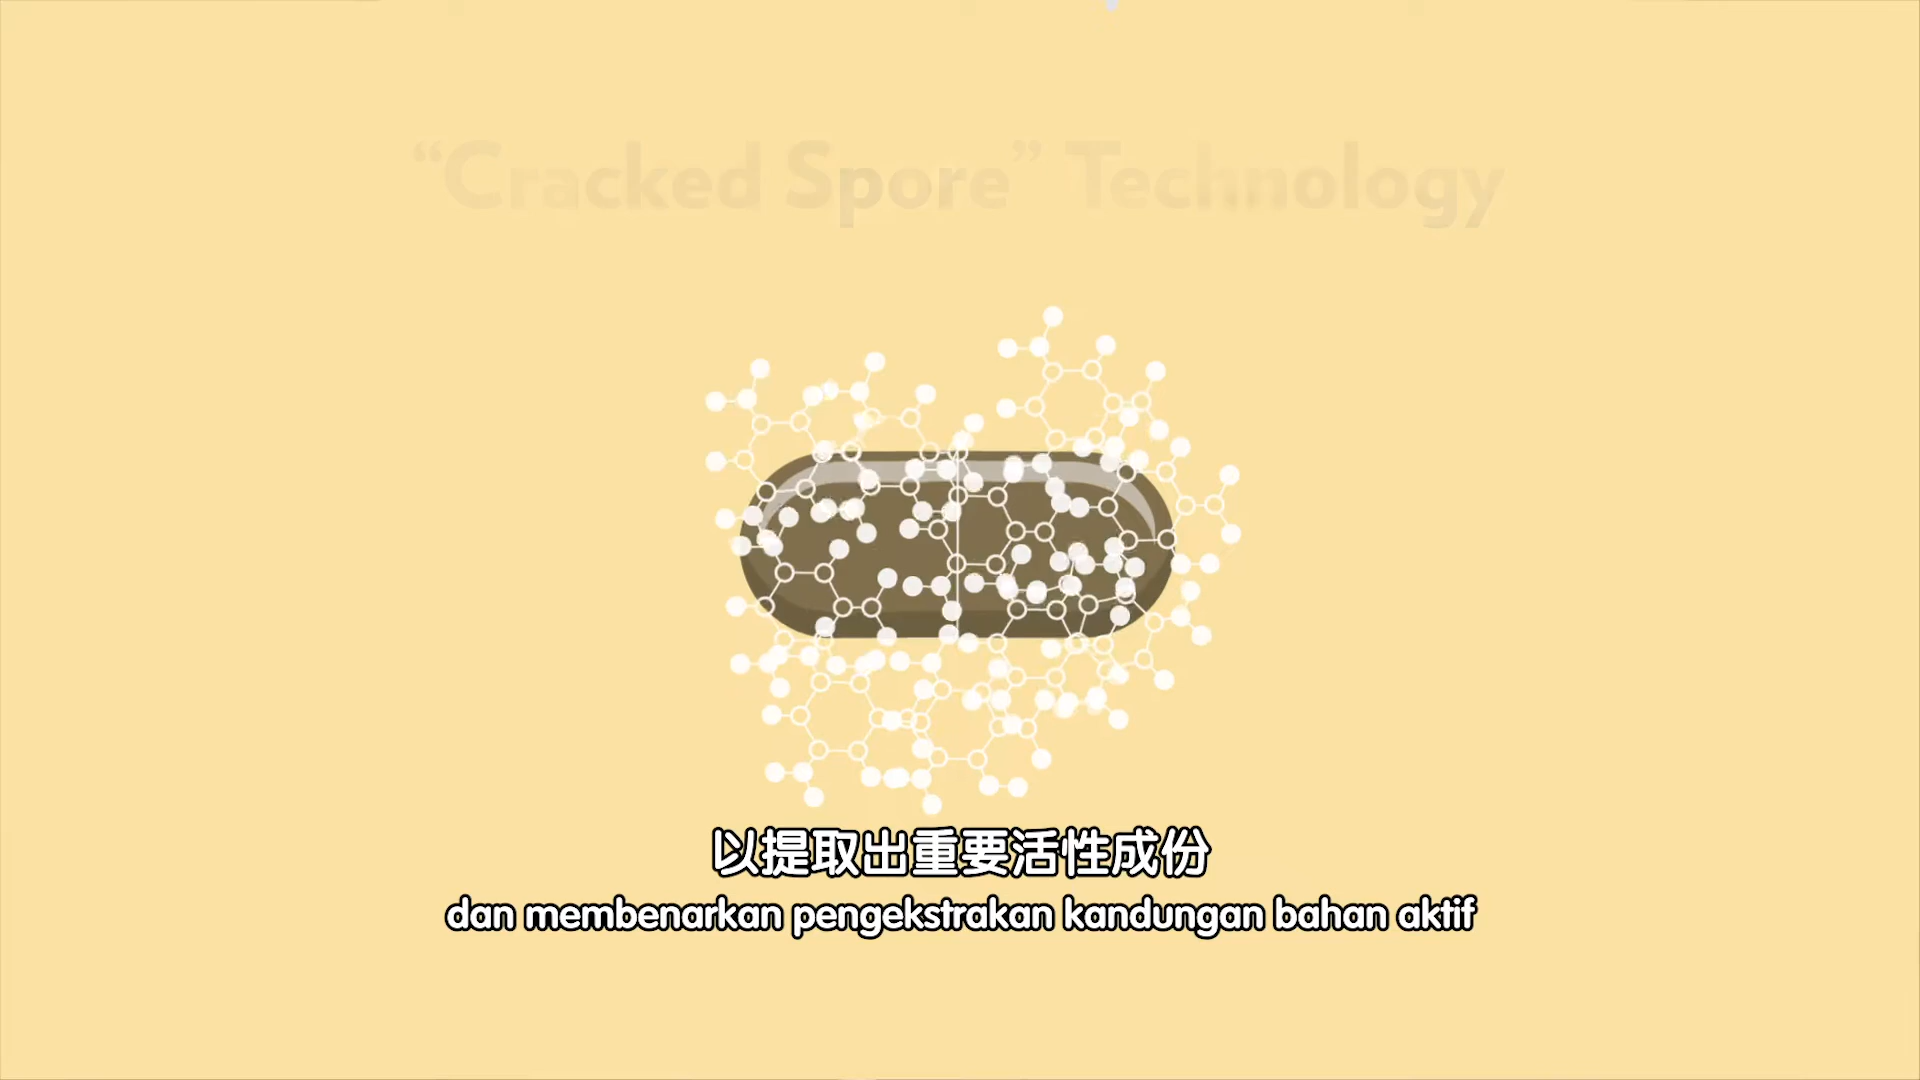 “Cracked Spore” Technology
以提取出重要活性成份
dan membenarkan pengekstrakan kandungan bahan aktif